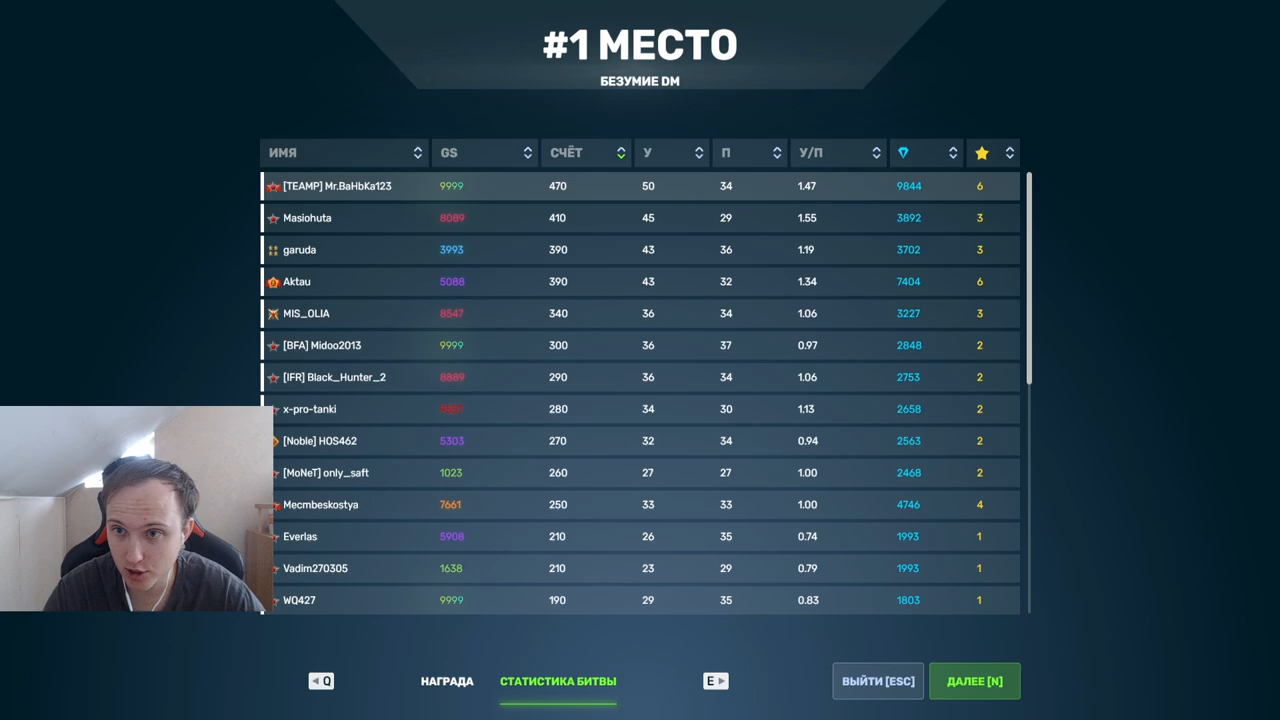 #1 МЕСТО
БЕЗУМИЕ DM
ИМЯ GS СЧЁТ У П У/П
[TEAMP] Mr.BaHbKa123 9999 470 50 34 1.47 9844 6
Masiohuta 8089 410 45 29 1.55 3892 3
garuda 3993 390 43 36 1.19 3702 3
Aktau 5088 390 43 32 1.34 7404 6
MIS_OLIA 8547 340 36 34 1.06 3227 3
[BFA] Midoo2013 9999 300 36 37 0.97 2848 2
[IFR] Black_Hunter_2 8889 290 36 34 1.06 2753 2
x-pro-tanki 280 34 30 1.13 2658 2
[Noble] HOS462 5303 270 32 34 0.94 2563 2
[MoNeT] only_saft 1023 260 27 27 1.00 2468 2
Mecmbeskostya 7661 250 33 33 1.00 4746 4
Everlas 5908 210 26 35 0.74 1993 1
Vadim270305 1638 210 23 29 0.79 1993 1
WQ427 9999 190 29 35 0.83 1803 1
Q НАГРАДА СТАТИСТИКА БИТВЫ E ВЫЙТИ [ESC] ДАЛЕЕ [N]